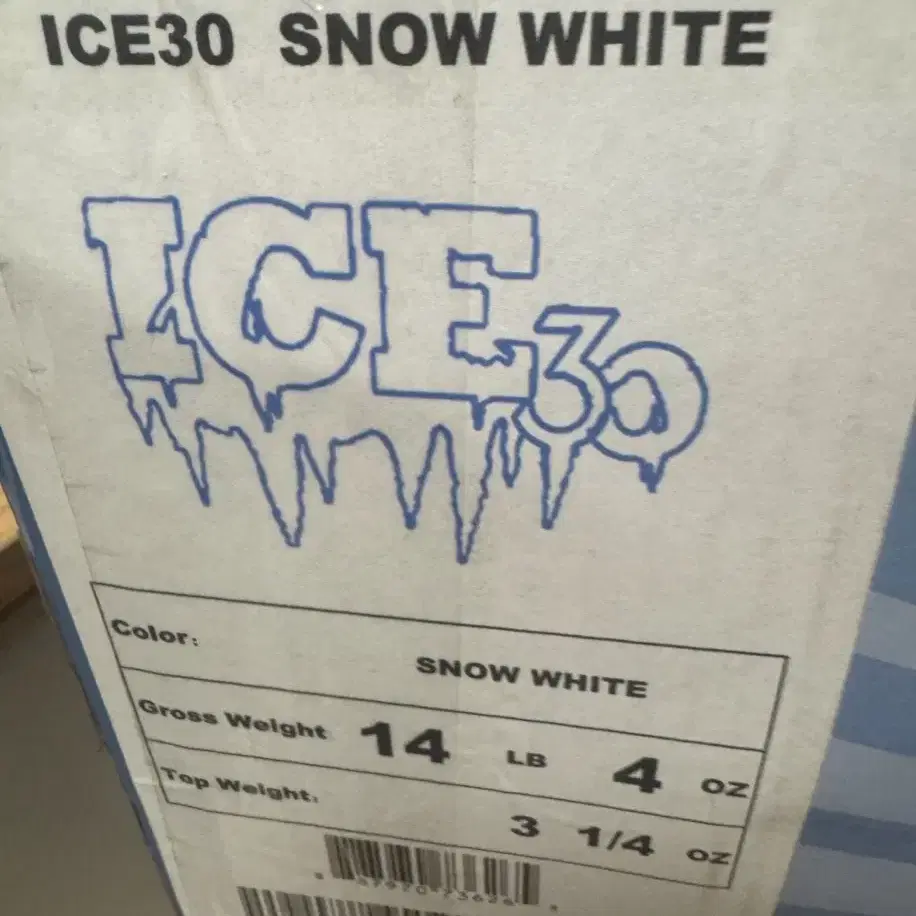 ICE30 SNOW WHITE
ICE30
Color:
SNOW WHITE
Gross Weight 14 LB 4 OZ
Top Weight:
3 1/4 OZ